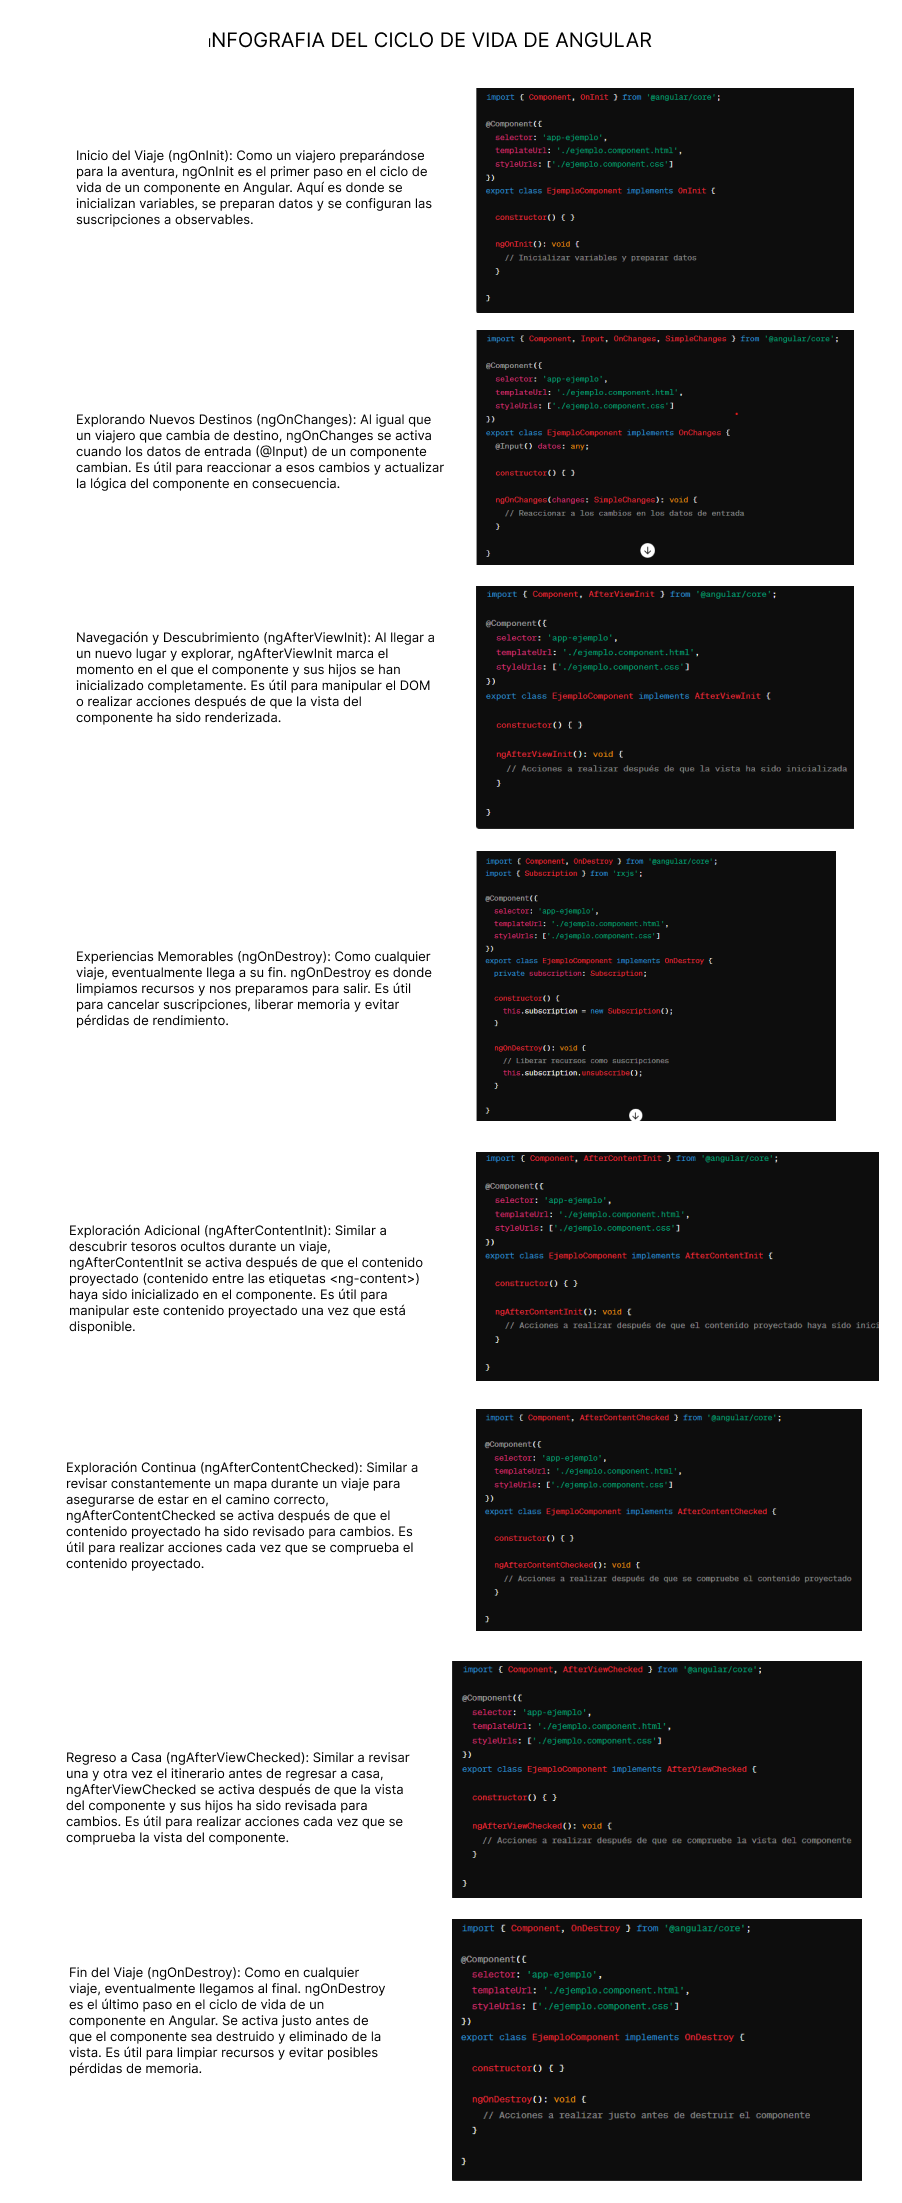 INFOGRAFIA DEL CICLO DE VIDA DE ANGULAR
Inicio del Viaje (ngOnInit): Como un viajero preparándose
para la aventura, ngOnInit es el primer paso en el ciclo de
vida de un componente en Angular. Aquí es donde se
inicializan variables, se preparan datos y se configuran las
suscripciones a observables.
import { Component, OnInit } from '@angular/core';
@Component({
selector: 'app-ejemplo',
templateUrl: './ejemplo.component.html',
styleUrls: ['./ejemplo.component.css']
})
export class EjemploComponent implements OnInit {
constructor() { }
ngOnInit(): void {
// Inicializar variables y preparar datos
}
}
Explorando Nuevos Destinos (ngOnChanges): Al igual que
un viajero que cambia de destino, ngOnChanges se activa
cuando los datos de entrada (@Input) de un componente
cambian. Es útil para reaccionar a esos cambios y actualizar
la lógica del componente en consecuencia.
import { Component, Input, OnChanges, SimpleChanges } from '@angular/core';
@Component({
selector: 'app-ejemplo',
templateUrl: './ejemplo.component.html',
styleUrls: ['./ejemplo.component.css']
})
export class EjemploComponent implements OnChanges {
@Input() datos: any;
constructor() { }
ngOnChanges(changes: SimpleChanges): void {
// Reaccionar a los cambios en los datos de entrada
}
}
Navegación y Descubrimiento (ngAfterViewInit): Al llegar a
un nuevo lugar y explorar, ngAfterViewInit marca el
momento en el que el componente y sus hijos se han
inicializado completamente. Es útil para manipular el DOM
o realizar acciones después de que la vista del
componente ha sido renderizada.
import { Component, AfterViewInit } from '@angular/core';
@Component({
selector: 'app-ejemplo',
templateUrl: './ejemplo.component.html',
styleUrls: ['./ejemplo.component.css']
})
export class EjemploComponent implements AfterViewInit {
constructor() { }
ngAfterViewInit(): void {
// Acciones a realizar después de que la vista ha sido inicializada
}
}
Experiencias Memorables (ngOnDestroy): Como cualquier
viaje, eventualmente llega a su fin. ngOnDestroy es donde
limpiamos recursos y nos preparamos para salir. Es útil
para cancelar suscripciones, liberar memoria y evitar
pérdidas de rendimiento.
import { Component, OnDestroy } from '@angular/core';
import { Subscription } from 'rxjs';
@Component({
selector: 'app-ejemplo',
templateUrl: './ejemplo.component.html',
styleUrls: ['./ejemplo.component.css']
})
export class EjemploComponent implements OnDestroy {
private subscription: Subscription;
constructor() {
this.subscription = new Subscription();
}
ngOnDestroy(): void {
// Liberar recursos como suscripciones
this.subscription.unsubscribe();
}
}
Exploración Adicional (ngAfterContentInit): Similar a
descubrir tesoros ocultos durante un viaje,
ngAfterContentInit se activa después de que el contenido
proyectado (contenido entre las etiquetas <ng-content>)
haya sido inicializado en el componente. Es útil para
manipular este contenido proyectado una vez que está
disponible.
import { Component, AfterContentInit } from '@angular/core';
@Component({
selector: 'app-ejemplo',
templateUrl: './ejemplo.component.html',
styleUrls: ['./ejemplo.component.css']
})
export class EjemploComponent implements AfterContentInit {
constructor() { }
ngAfterContentInit(): void {
// Acciones a realizar después de que el contenido proyectado haya sido inici
}
}
Exploración Continua (ngAfterContentChecked): Similar a
revisar constantemente un mapa durante un viaje para
asegurarse de estar en el camino correcto,
ngAfterContentChecked se activa después de que el
contenido proyectado ha sido revisado para cambios. Es
útil para realizar acciones cada vez que se comprueba el
contenido proyectado.
import { Component, AfterContentChecked } from '@angular/core';
@Component({
selector: 'app-ejemplo',
templateUrl: './ejemplo.component.html',
styleUrls: ['./ejemplo.component.css']
})
export class EjemploComponent implements AfterContentChecked {
constructor() { }
ngAfterContentChecked(): void {
// Acciones a realizar después de que se compruebe el contenido proyectado
}
}
Regreso a Casa (ngAfterViewChecked): Similar a revisar
una y otra vez el itinerario antes de regresar a casa,
ngAfterViewChecked se activa después de que la vista
del componente y sus hijos ha sido revisada para
cambios. Es útil para realizar acciones cada vez que se
comprueba la vista del componente.
import { Component, AfterViewChecked } from '@angular/core';
@Component({
selector: 'app-ejemplo',
templateUrl: './ejemplo.component.html',
styleUrls: ['./ejemplo.component.css']
})
export class EjemploComponent implements AfterViewChecked {
constructor() { }
ngAfterViewChecked(): void {
// Acciones a realizar después de que se compruebe la vista del componente
}
}
Fin del Viaje (ngOnDestroy): Como en cualquier
viaje, eventualmente llegamos al final. ngOnDestroy
es el último paso en el ciclo de vida de un
componente en Angular. Se activa justo antes de
que el componente sea destruido y eliminado de la
vista. Es útil para limpiar recursos y evitar posibles
pérdidas de memoria.
import { Component, OnDestroy } from '@angular/core';
@Component({
selector: 'app-ejemplo',
templateUrl: './ejemplo.component.html',
styleUrls: ['./ejemplo.component.css']
})
export class EjemploComponent implements OnDestroy {
constructor() { }
ngOnDestroy(): void {
// Acciones a realizar justo antes de destruir el componente
}
}